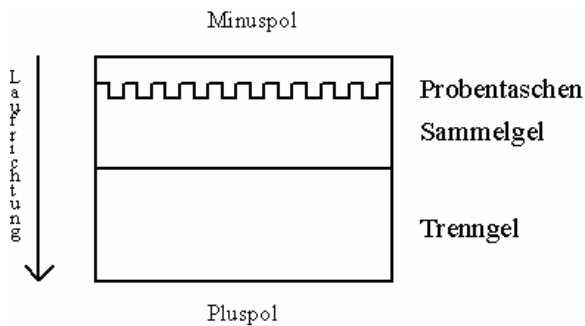 Minuspol
Laufrichtung
Probentaschen
Sammelgel
Trenngel
Pluspol